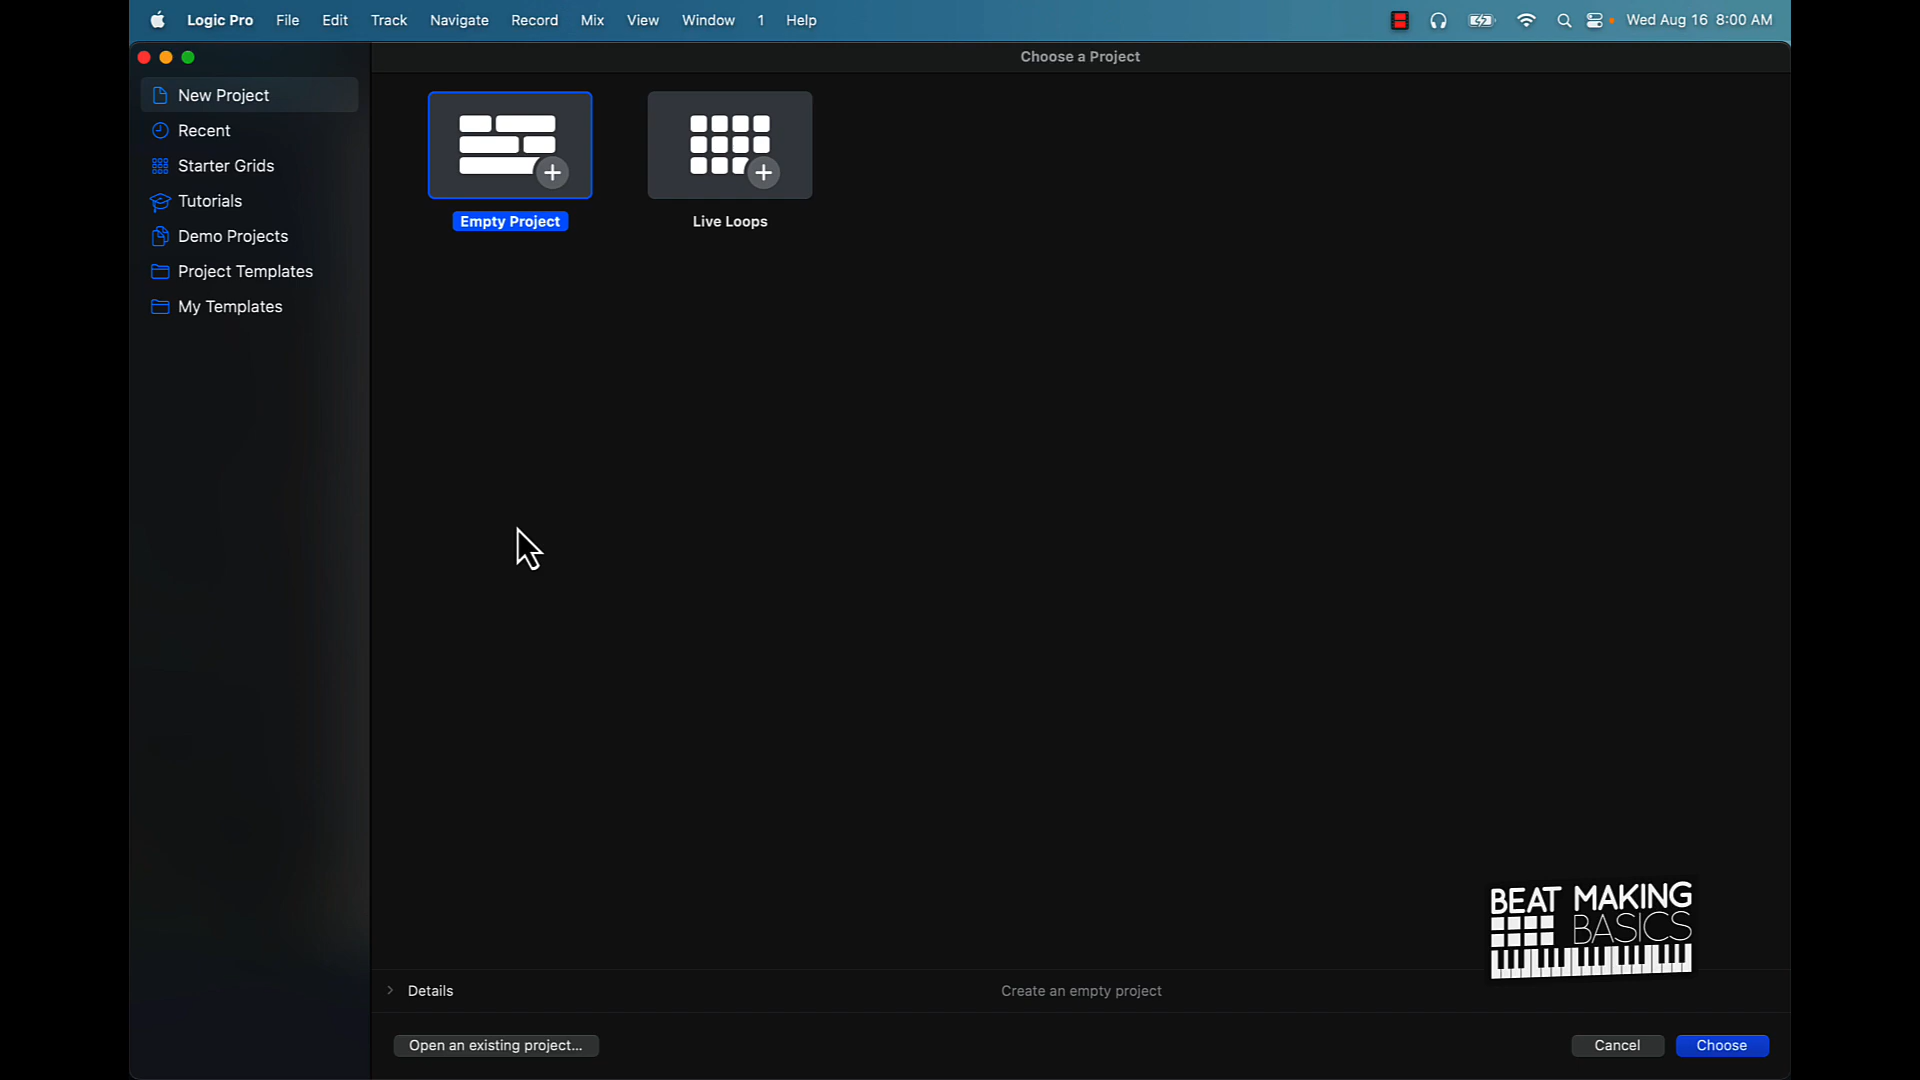 Logic Pro File Edit Track Navigate Record Mix View Window 1 Help Wed Aug 16 8:00 AM
Choose a Project
New Project
Recent
Starter Grids
Tutorials
Demo Projects
Project Templates
My Templates
Empty Project
Live Loops
BEAT MAKING
BASICS
Details
Create an empty project
Open an existing project...
Cancel
Choose